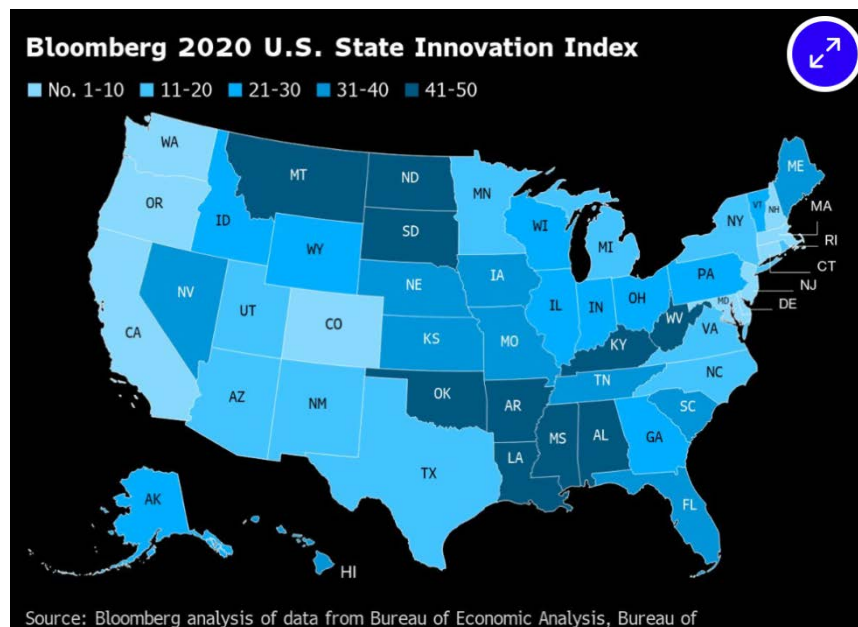 Bloomberg 2020 U.S. State Innovation Index
No. 1-10 11-20 21-30 31-40 41-50
WA
ME
MT
ND
MN
OR
VT
NH
MA
ID
SD
WI
NY
MI
RI
WY
CT
IA
PA
NE
NJ
NV
OH
IL
IN
MD
DE
UT
CO
WV
CA
KS
MO
VA
KY
NC
TN
AZ
OK
NM
AR
SC
MS
AL
GA
LA
TX
AK
FL
HI
Source: Bloomberg analysis of data from Bureau of Economic Analysis, Bureau of